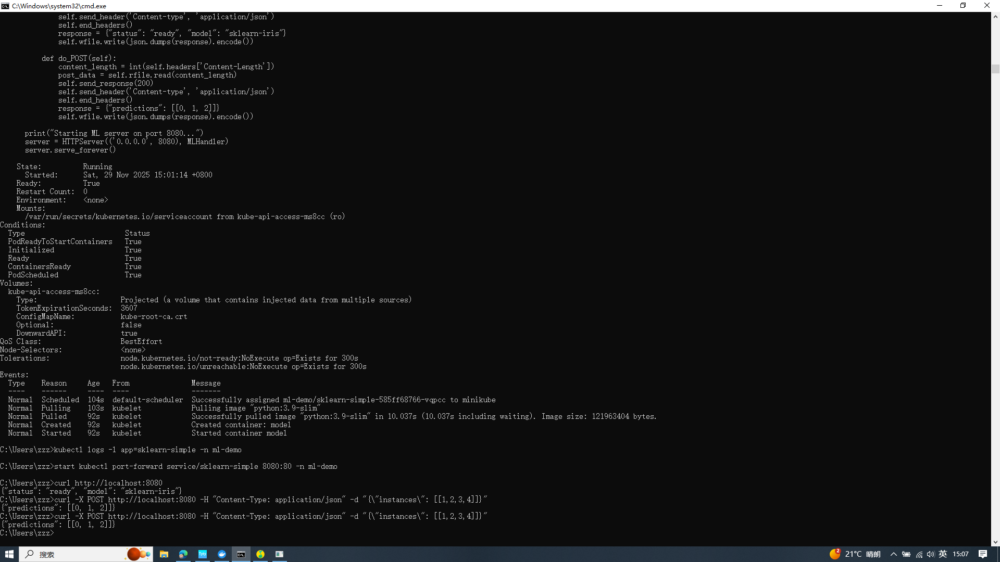 C:\Windows\system32\cmd.exe
            self.send_header('Content-type', 'application/json')
            self.end_headers()
            response = {"status": "ready", "model": "sklearn-iris"}
            self.wfile.write(json.dumps(response).encode())

        def do_POST(self):
            content_length = int(self.headers['Content-Length'])
            post_data = self.rfile.read(content_length)
            self.send_response(200)
            self.send_header('Content-type', 'application/json')
            self.end_headers()
            response = {"predictions": [[0, 1, 2]]}
            self.wfile.write(json.dumps(response).encode())

    print("Starting ML server on port 8080...")
    server = HTTPServer(('0.0.0.0', 8080), MLHandler)
    server.serve_forever()

    State:          Running
      Started:      Sat, 29 Nov 2025 15:01:14 +0800
    Ready:          True
    Restart Count:  0
    Environment:    <none>
    Mounts:
      /var/run/secrets/kubernetes.io/serviceaccount from kube-api-access-ms8cc (ro)
Conditions:
  Type                        Status
  PodReadyToStartContainers   True
  Initialized                 True
  Ready                       True
  ContainersReady             True
  PodScheduled                True
Volumes:
  kube-api-access-ms8cc:
    Type:                    Projected (a volume that contains injected data from multiple sources)
    TokenExpirationSeconds:  3607
    ConfigMapName:           kube-root-ca.crt
    Optional:                false
    DownwardAPI:             true
QoS Class:                   BestEffort
Node-Selectors:              <none>
Tolerations:                 node.kubernetes.io/not-ready:NoExecute op=Exists for 300s
                             node.kubernetes.io/unreachable:NoExecute op=Exists for 300s
Events:
  Type    Reason     Age   From               Message
  ----    ------     ----  ----               -------
  Normal  Scheduled  104s  default-scheduler  Successfully assigned ml-demo/sklearn-simple-585ff68766-vqpcc to minikube
  Normal  Pulling    103s  kubelet            Pulling image "python:3.9-slim"
  Normal  Pulled     92s   kubelet            Successfully pulled image "python:3.9-slim" in 10.037s (10.037s including waiting). Image size: 121963404 bytes.
  Normal  Created    92s   kubelet            Created container: model
  Normal  Started    92s   kubelet            Started container model

C:\Users\zzz>kubectl logs -l app=sklearn-simple -n ml-demo

C:\Users\zzz>start kubectl port-forward service/sklearn-simple 8080:80 -n ml-demo

C:\Users\zzz>curl http://localhost:8080
{"status": "ready", "model": "sklearn-iris"}
C:\Users\zzz>curl -X POST http://localhost:8080 -H "Content-Type: application/json" -d "{\"instances\": [[1,2,3,4]]}"
{"predictions": [[0, 1, 2]]}
C:\Users\zzz>curl -X POST http://localhost:8080 -H "Content-Type: application/json" -d "{\"instances\": [[1,2,3,4]]}"
{"predictions": [[0, 1, 2]]}
C:\Users\zzz>
搜索
Tyty
2
21°C 晴朗
英
15:07